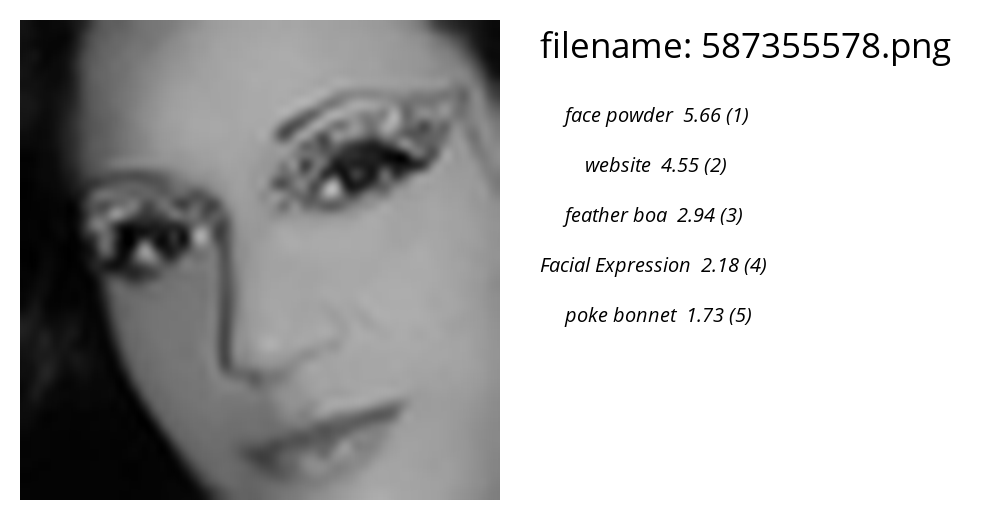 filename: 587355578.png
face powder 5.66 (1)
website 4.55 (2)
feather boa 2.94 (3)
Facial Expression 2.18 (4)
poke bonnet 1.73 (5)